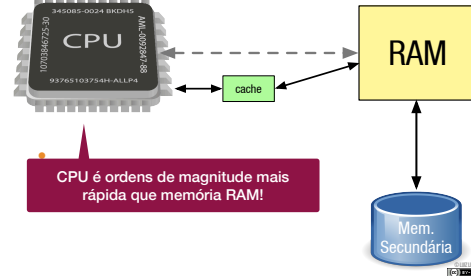 345085-0024 BKDH5
10703846725-30
CPU
AML-0092847-88
93765103754H-ALLP4
RAM
cache
CPU é ordens de magnitude mais
rápida que memória RAM!
Mem.
Secundária